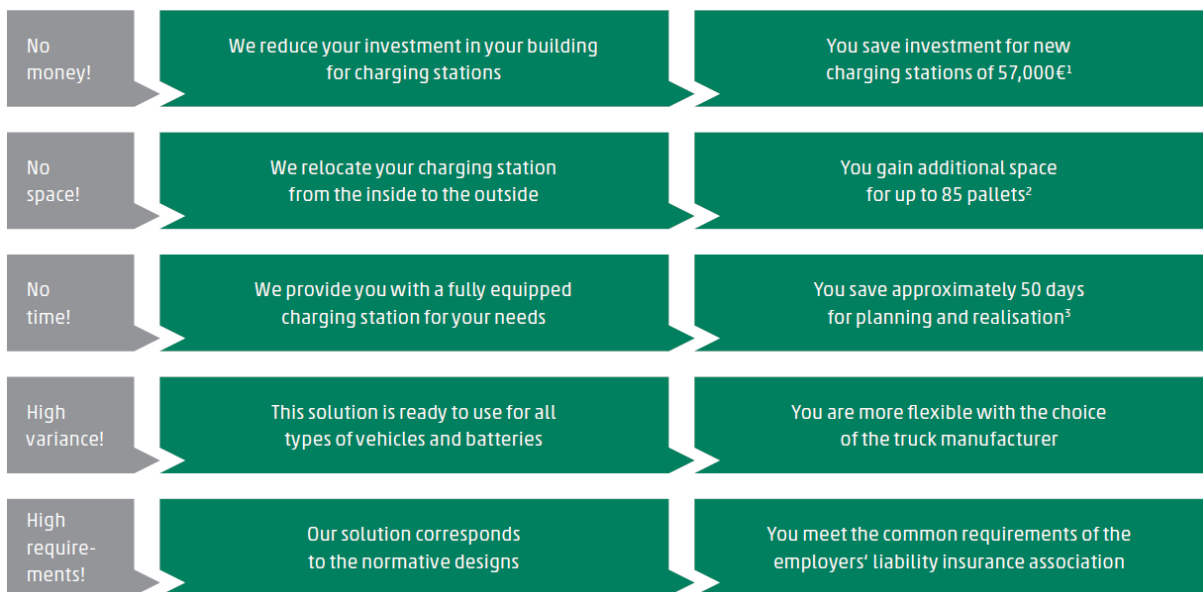 No
money!
We reduce your investment in your building
for charging stations
You save investment for new
charging stations of 57,000€¹
No
space!
We relocate your charging station
from the inside to the outside
You gain additional space
for up to 85 pallets²
No
time!
We provide you with a fully equipped
charging station for your needs
You save approximately 50 days
for planning and realisation³
High
variance!
This solution is ready to use for all
types of vehicles and batteries
You are more flexible with the choice
of the truck manufacturer
High
require-
ments!
Our solution corresponds
to the normative designs
You meet the common requirements of the
employers‘ liability insurance association